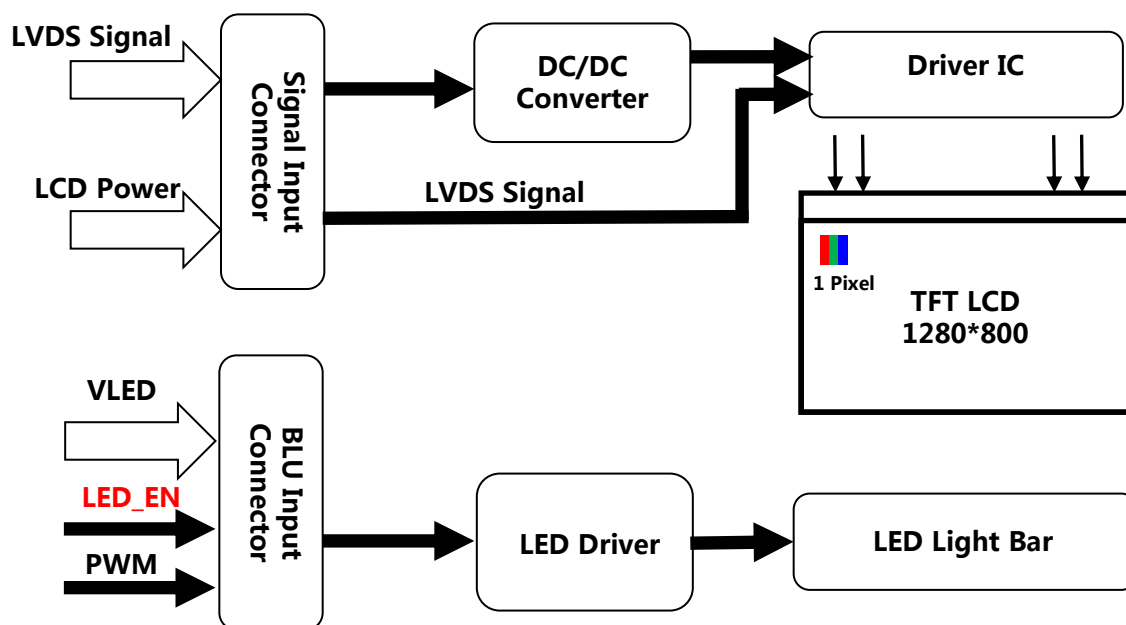 LVDS Signal
LCD Power
Signal Input
Connector
DC/DC
Converter
Driver IC
LVDS Signal
1 Pixel
TFT LCD
1280*800
VLED
LED_EN
PWM
BLU Input
Connector
LED Driver
LED Light Bar